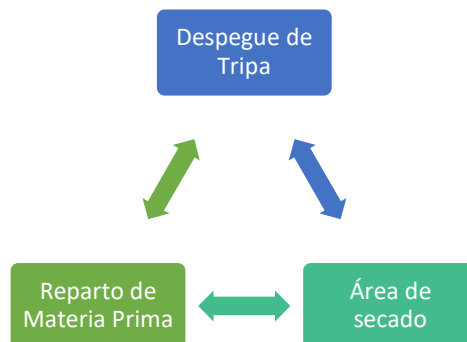 Despegue de
Tripa
Reparto de
Materia Prima
Área de
secado